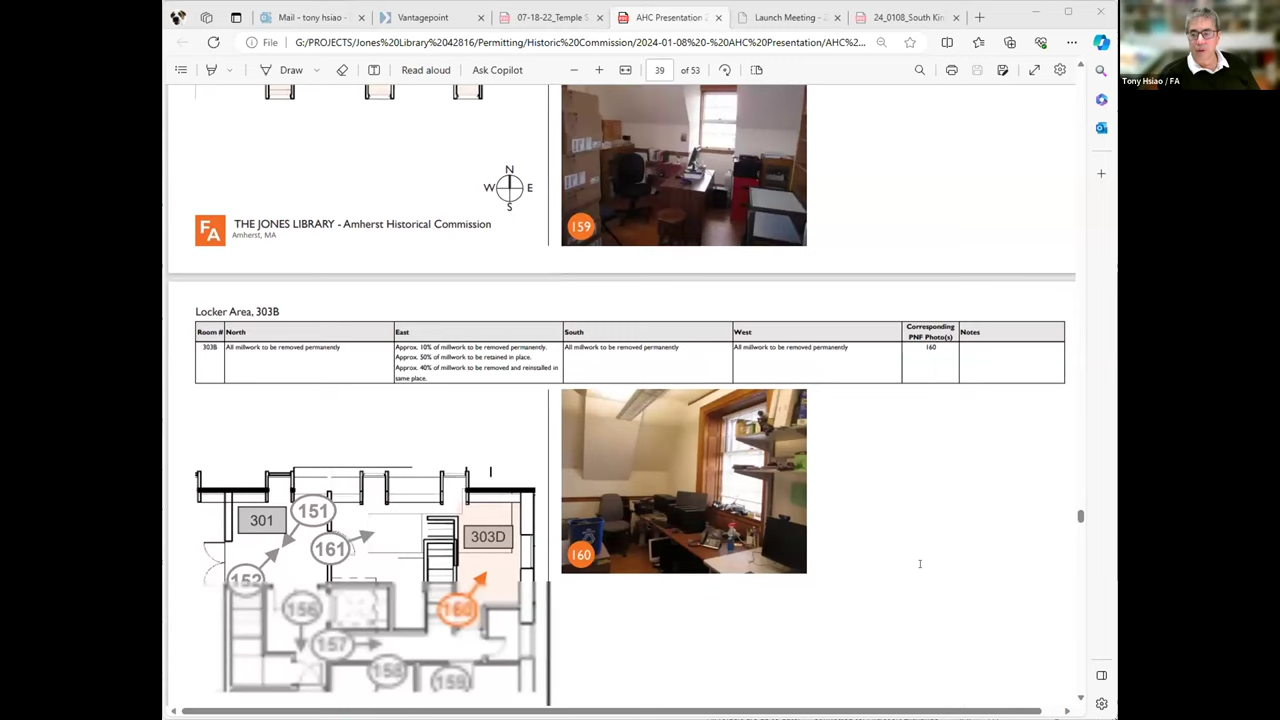 Mail - tony hsiao -
Vantagepoint
07-18-22_Temple S
AHC Presentation 2
Launch Meeting - 2
24_0108_South Kin
File
G:/PROJECTS/Jones%20Library%2042816/Permitting/Historic%20Commission/2024-01-08%20-%20AHC%20Presentation/AHC%...
Draw
Read aloud
Ask Copilot
39 of 53
Tony Hsiao / FA
N
W E
S
159
FA
THE JONES LIBRARY - Amherst Historical Commission
Amherst, MA
Locker Area, 303B
Room # North East South West Corresponding PNF Photo(s) Notes
303B All millwork to be removed permanently Approx. 10% of millwork to be removed permanently. All millwork to be removed permanently All millwork to be removed permanently 160
Approx. 50% of millwork to be retained in place.
Approx. 40% of millwork to be removed and reinstalled in
same place.
301
151
161
303D
152
156
160
157
158
159
160